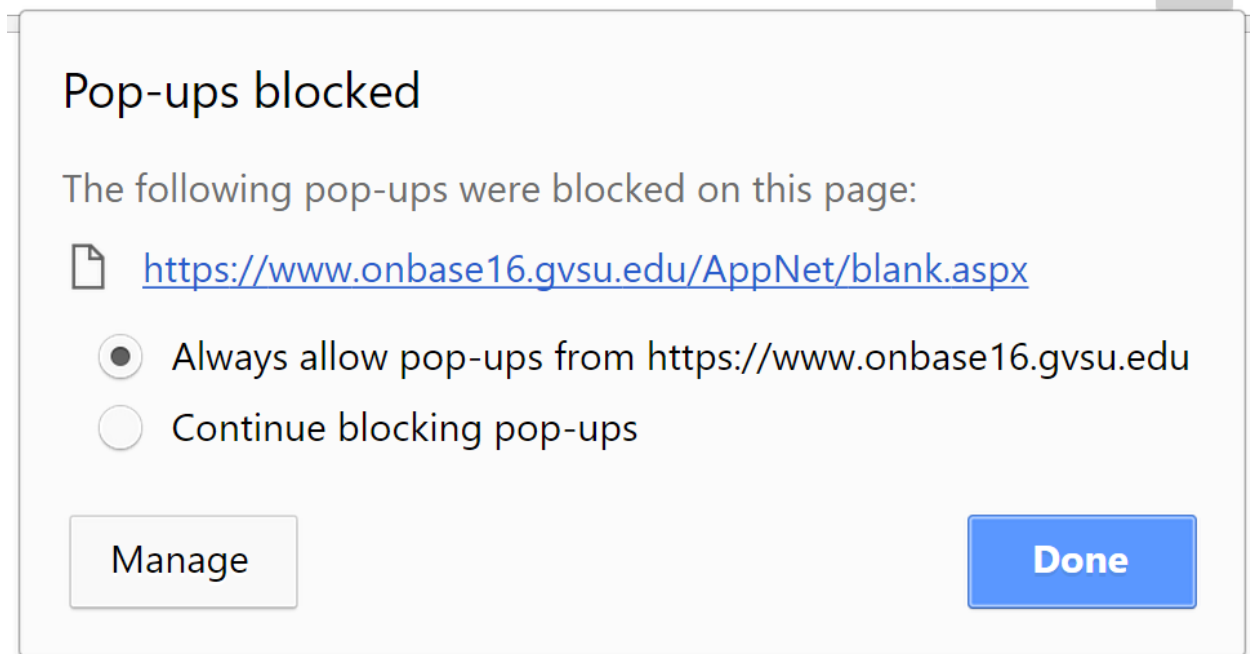 Pop-ups blocked
The following pop-ups were blocked on this page:
https://www.onbase16.gvsu.edu/AppNet/blank.aspx
Always allow pop-ups from https://www.onbase16.gvsu.edu
Continue blocking pop-ups
Manage
Done